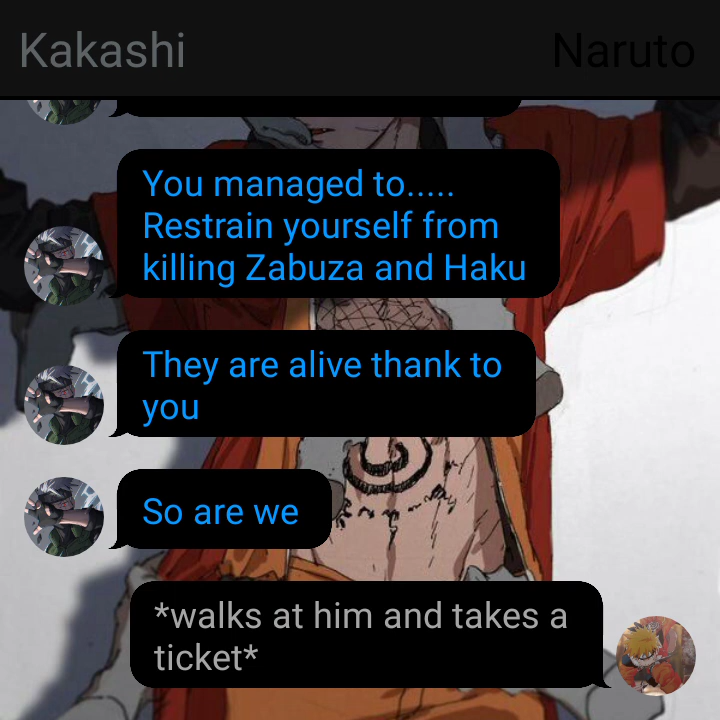 Kakashi
Naruto
You managed to.....
Restrain yourself from
killing Zabuza and Haku
They are alive thank to
you
So are we
*walks at him and takes a
ticket*